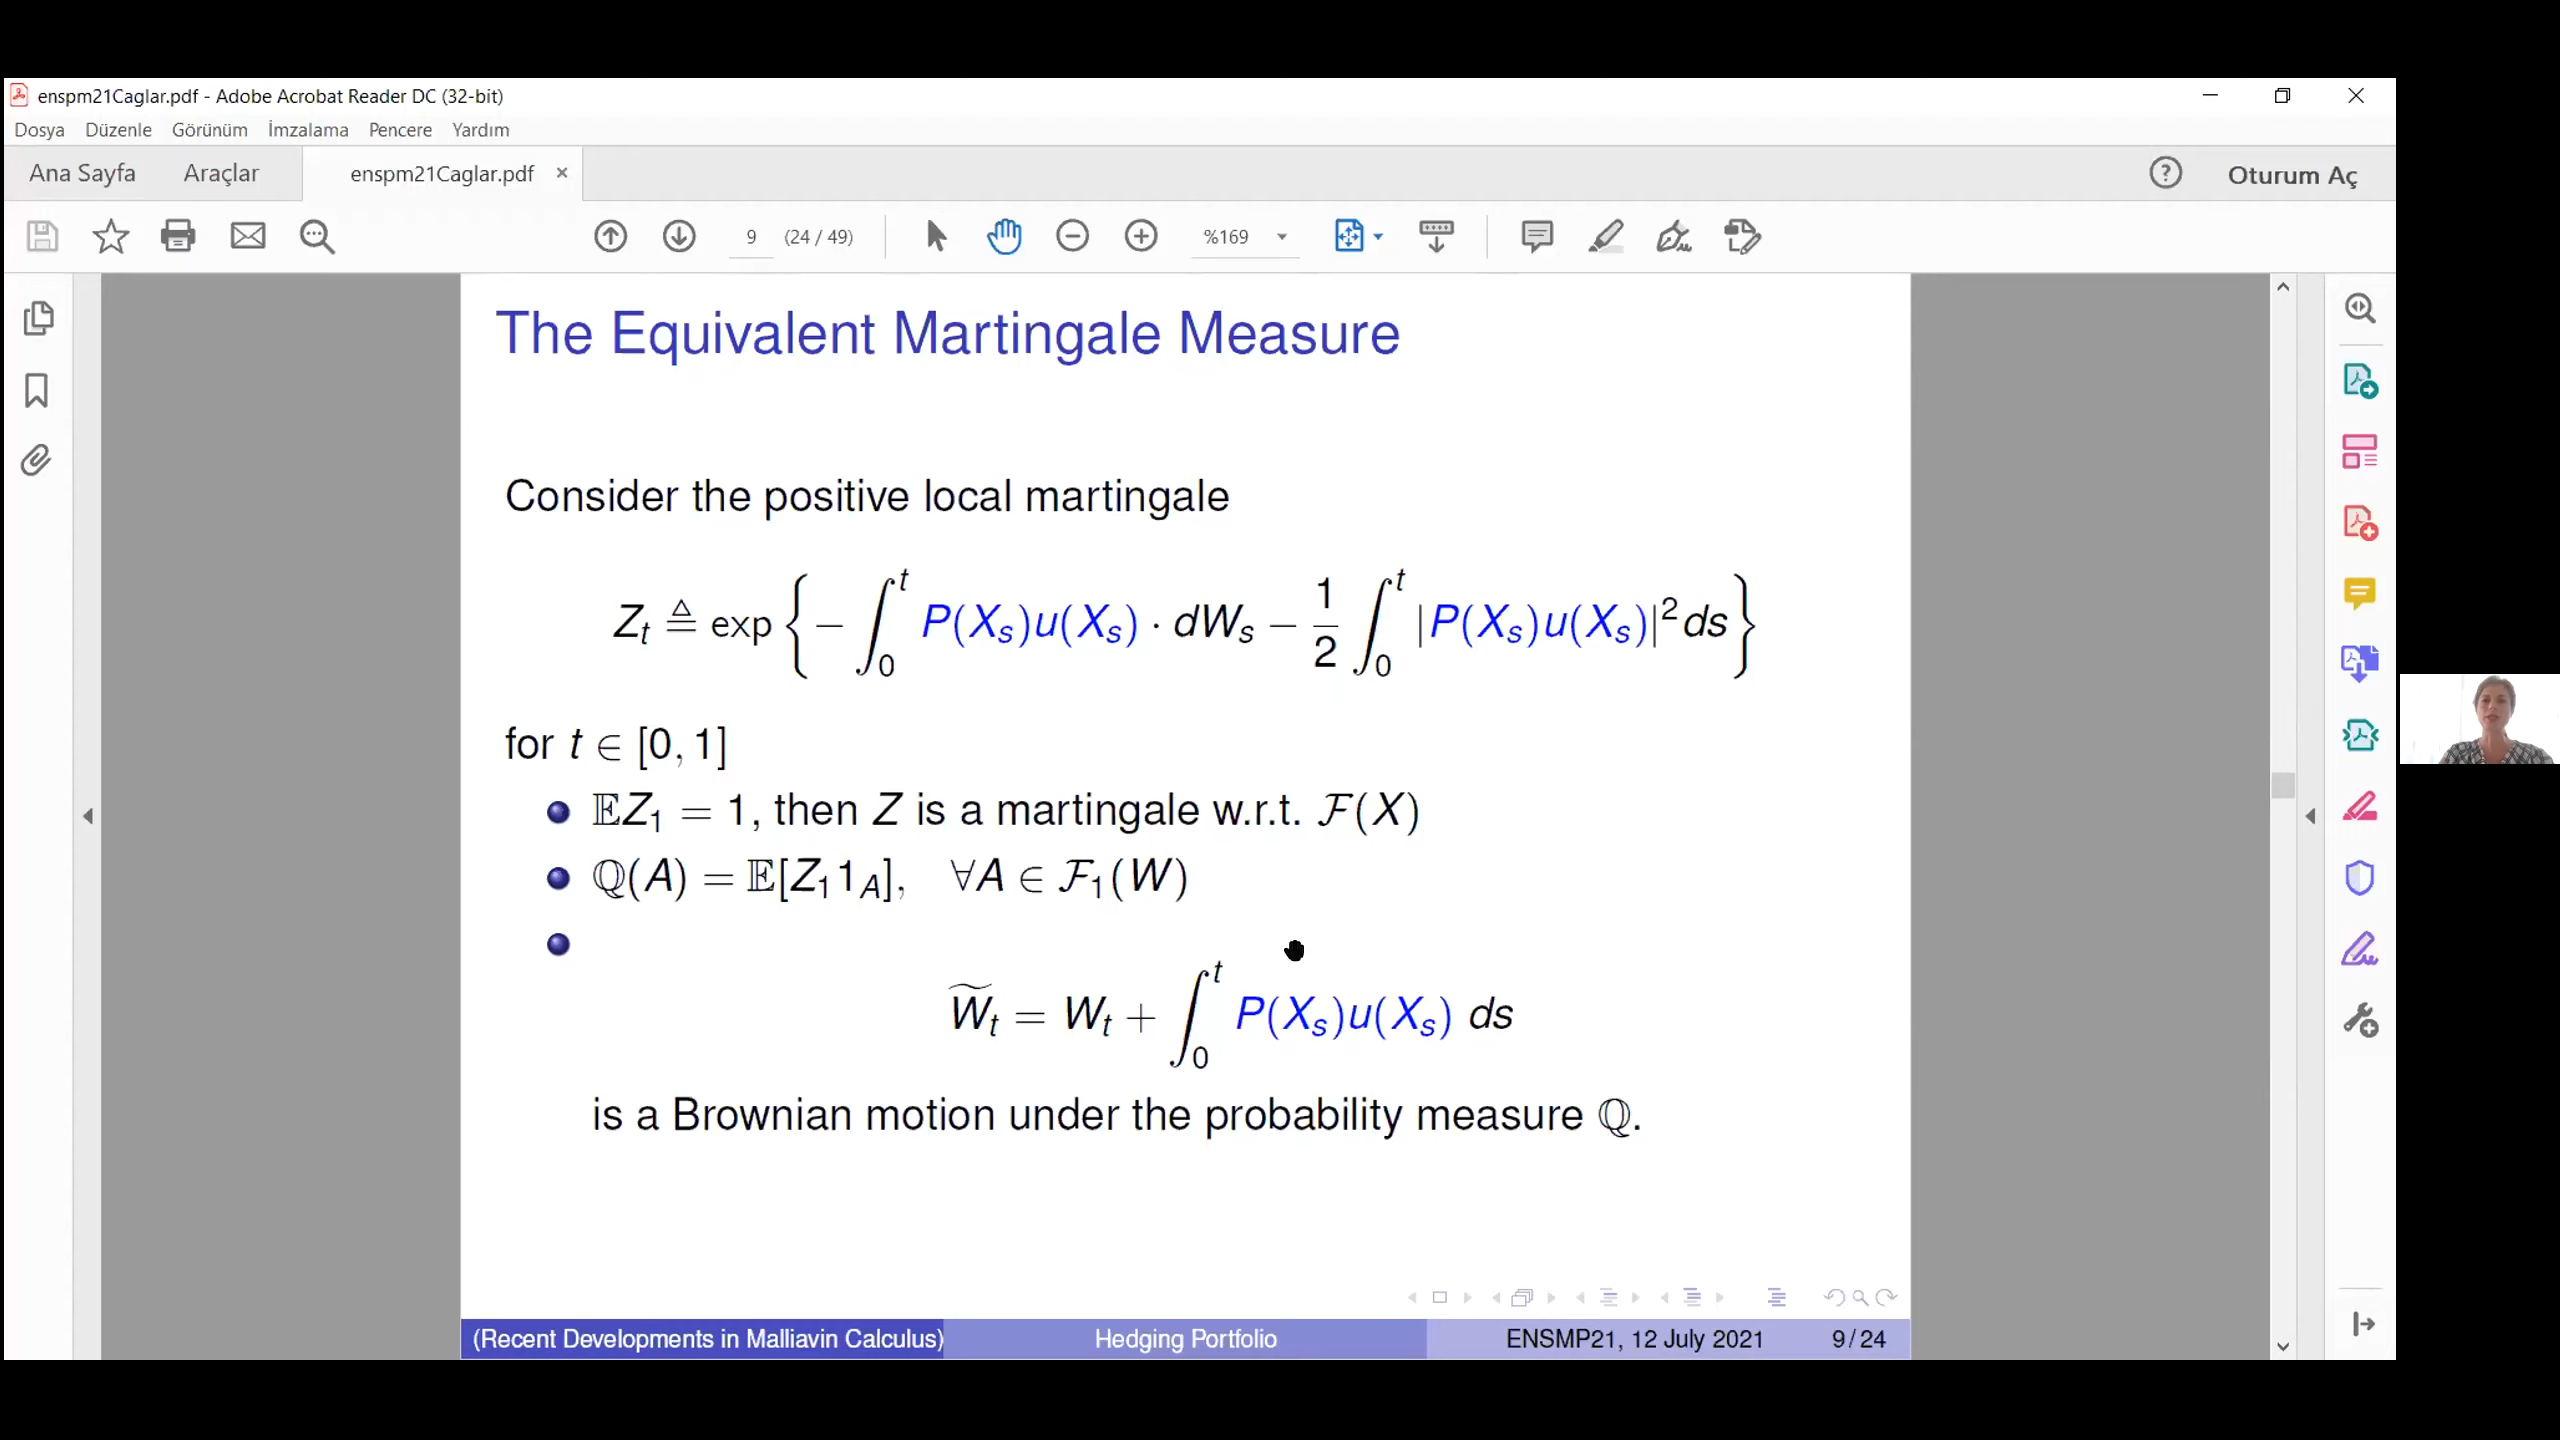 enspm21Caglar.pdf - Adobe Acrobat Reader DC (32-bit)
Dosya Düzenle Görünüm İmzalama Pencere Yardım
Ana Sayfa Araçlar enspm21Caglar.pdf × Oturum Aç
9 (24 / 49) %169
The Equivalent Martingale Measure
Consider the positive local martingale
Z_t ≜ exp { − ∫_0^t P(X_s)u(X_s) · dW_s − 1/2 ∫_0^t |P(X_s)u(X_s)|² ds }
for t ∈ [0, 1]
𝔼Z_1 = 1, then Z is a martingale w.r.t. ℱ(X)
ℚ(A) = 𝔼[Z_1 1_A], ∀A ∈ ℱ_1(W)
W̃_t = W_t + ∫_0^t P(X_s)u(X_s) ds
is a Brownian motion under the probability measure ℚ.
(Recent Developments in Malliavin Calculus) Hedging Portfolio ENSMP21, 12 July 2021 9 / 24